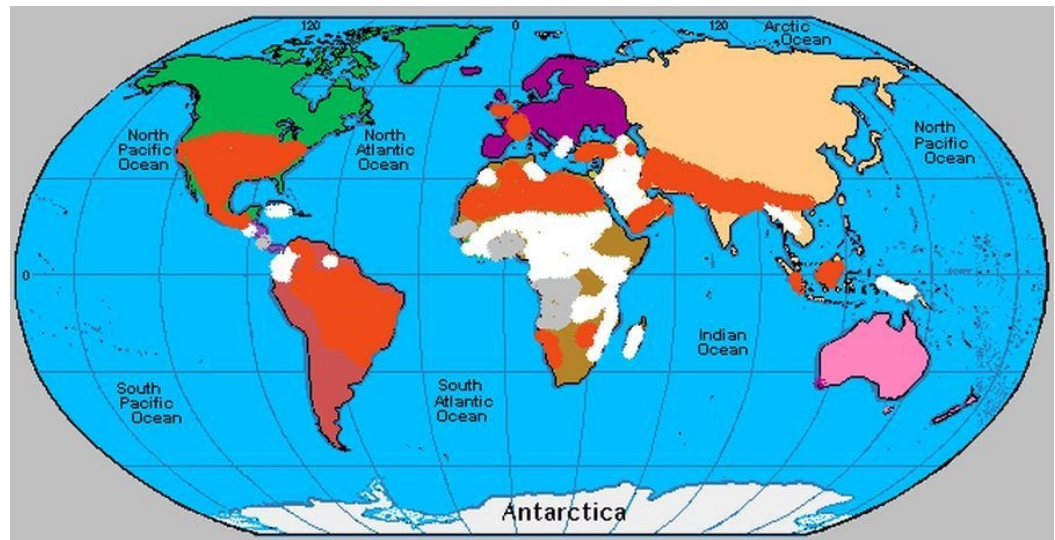 120
0
120
Arctic
Ocean
North
Pacific
Ocean
North
Atlantic
Ocean
North
Pacific
Ocean
0
Indian
Ocean
South
Pacific
Ocean
South
Atlantic
Ocean
Antarctica